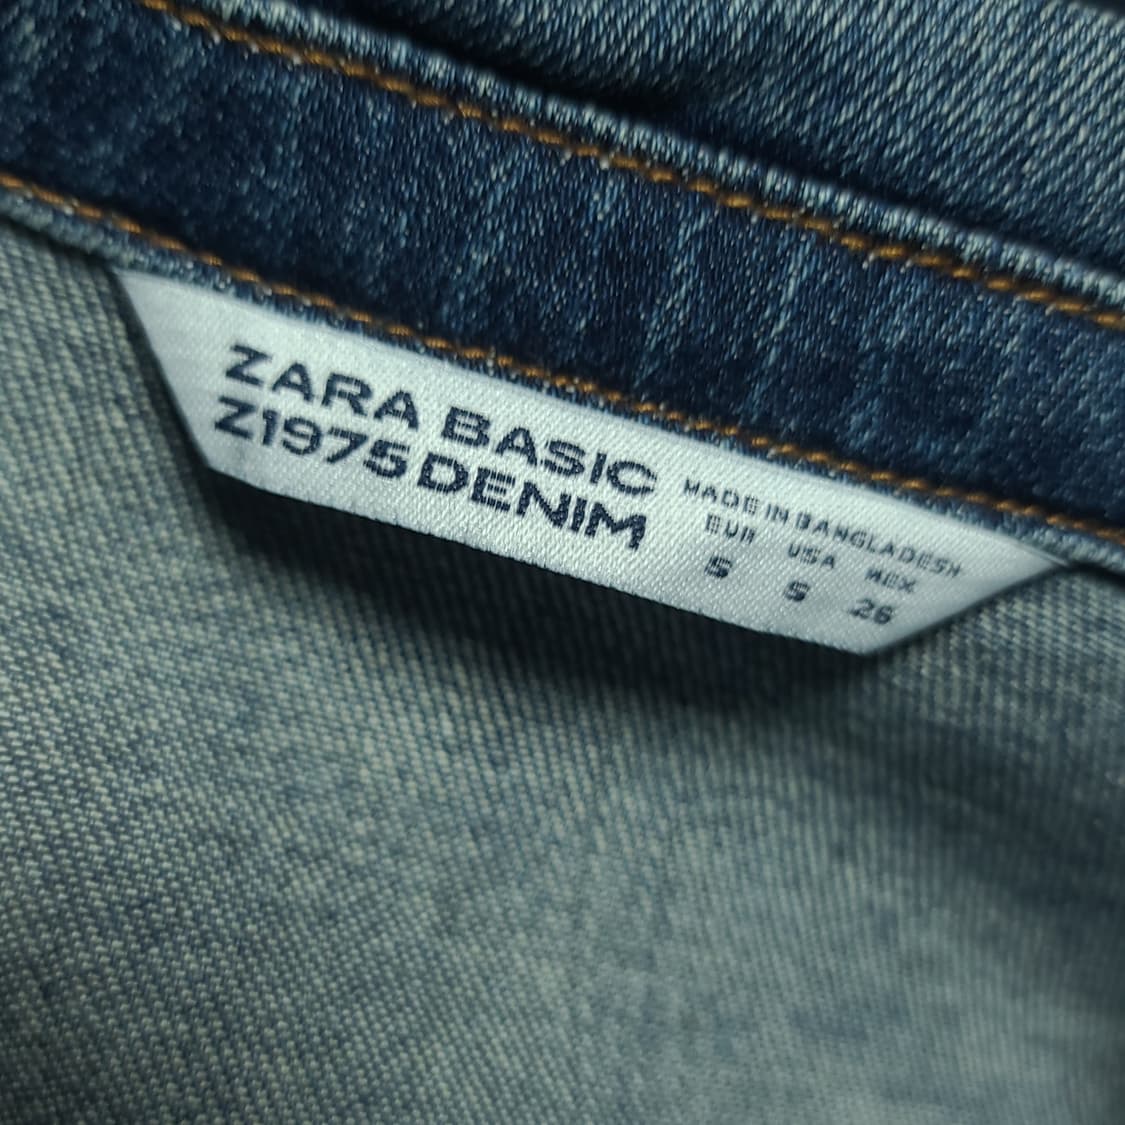 ZARA BASIC
Z1975 DENIM
MADE IN BANGLADESH
EUR USA MEX
S S 26